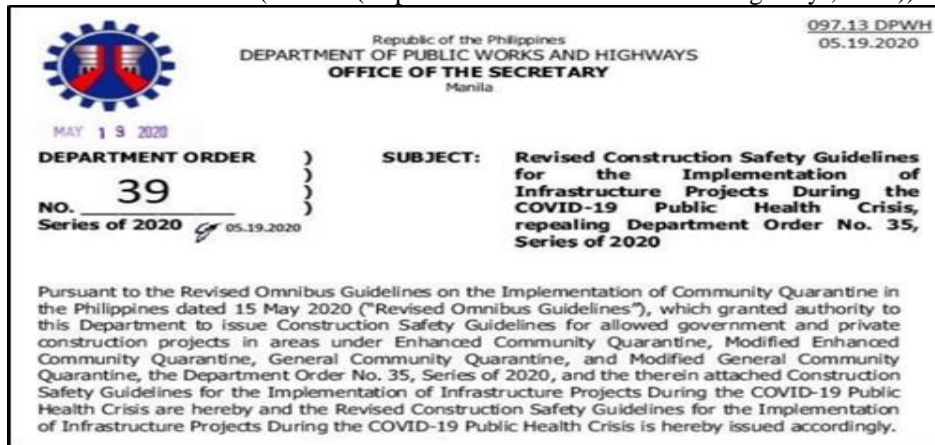 097.13 DPWH
05.19.2020
Republic of the Philippines
DEPARTMENT OF PUBLIC WORKS AND HIGHWAYS
OFFICE OF THE SECRETARY
Manila
MAY 19 2020
DEPARTMENT ORDER )
)
39 )
NO. )
Series of 2020 05.19.2020
SUBJECT: Revised Construction Safety Guidelines
for the Implementation of
Infrastructure Projects During the
COVID-19 Public Health Crisis,
repealing Department Order No. 35,
Series of 2020
Pursuant to the Revised Omnibus Guidelines on the Implementation of Community Quarantine in
the Philippines dated 15 May 2020 ("Revised Omnibus Guidelines"), which granted authority to
this Department to issue Construction Safety Guidelines for allowed government and private
construction projects in areas under Enhanced Community Quarantine, Modified Enhanced
Community Quarantine, General Community Quarantine, and Modified General Community
Quarantine, the Department Order No. 35, Series of 2020, and the therein attached Construction
Safety Guidelines for the Implementation of Infrastructure Projects During the COVID-19 Public
Health Crisis are hereby and the Revised Construction Safety Guidelines for the Implementation
of Infrastructure Projects During the COVID-19 Public Health Crisis is hereby issued accordingly.